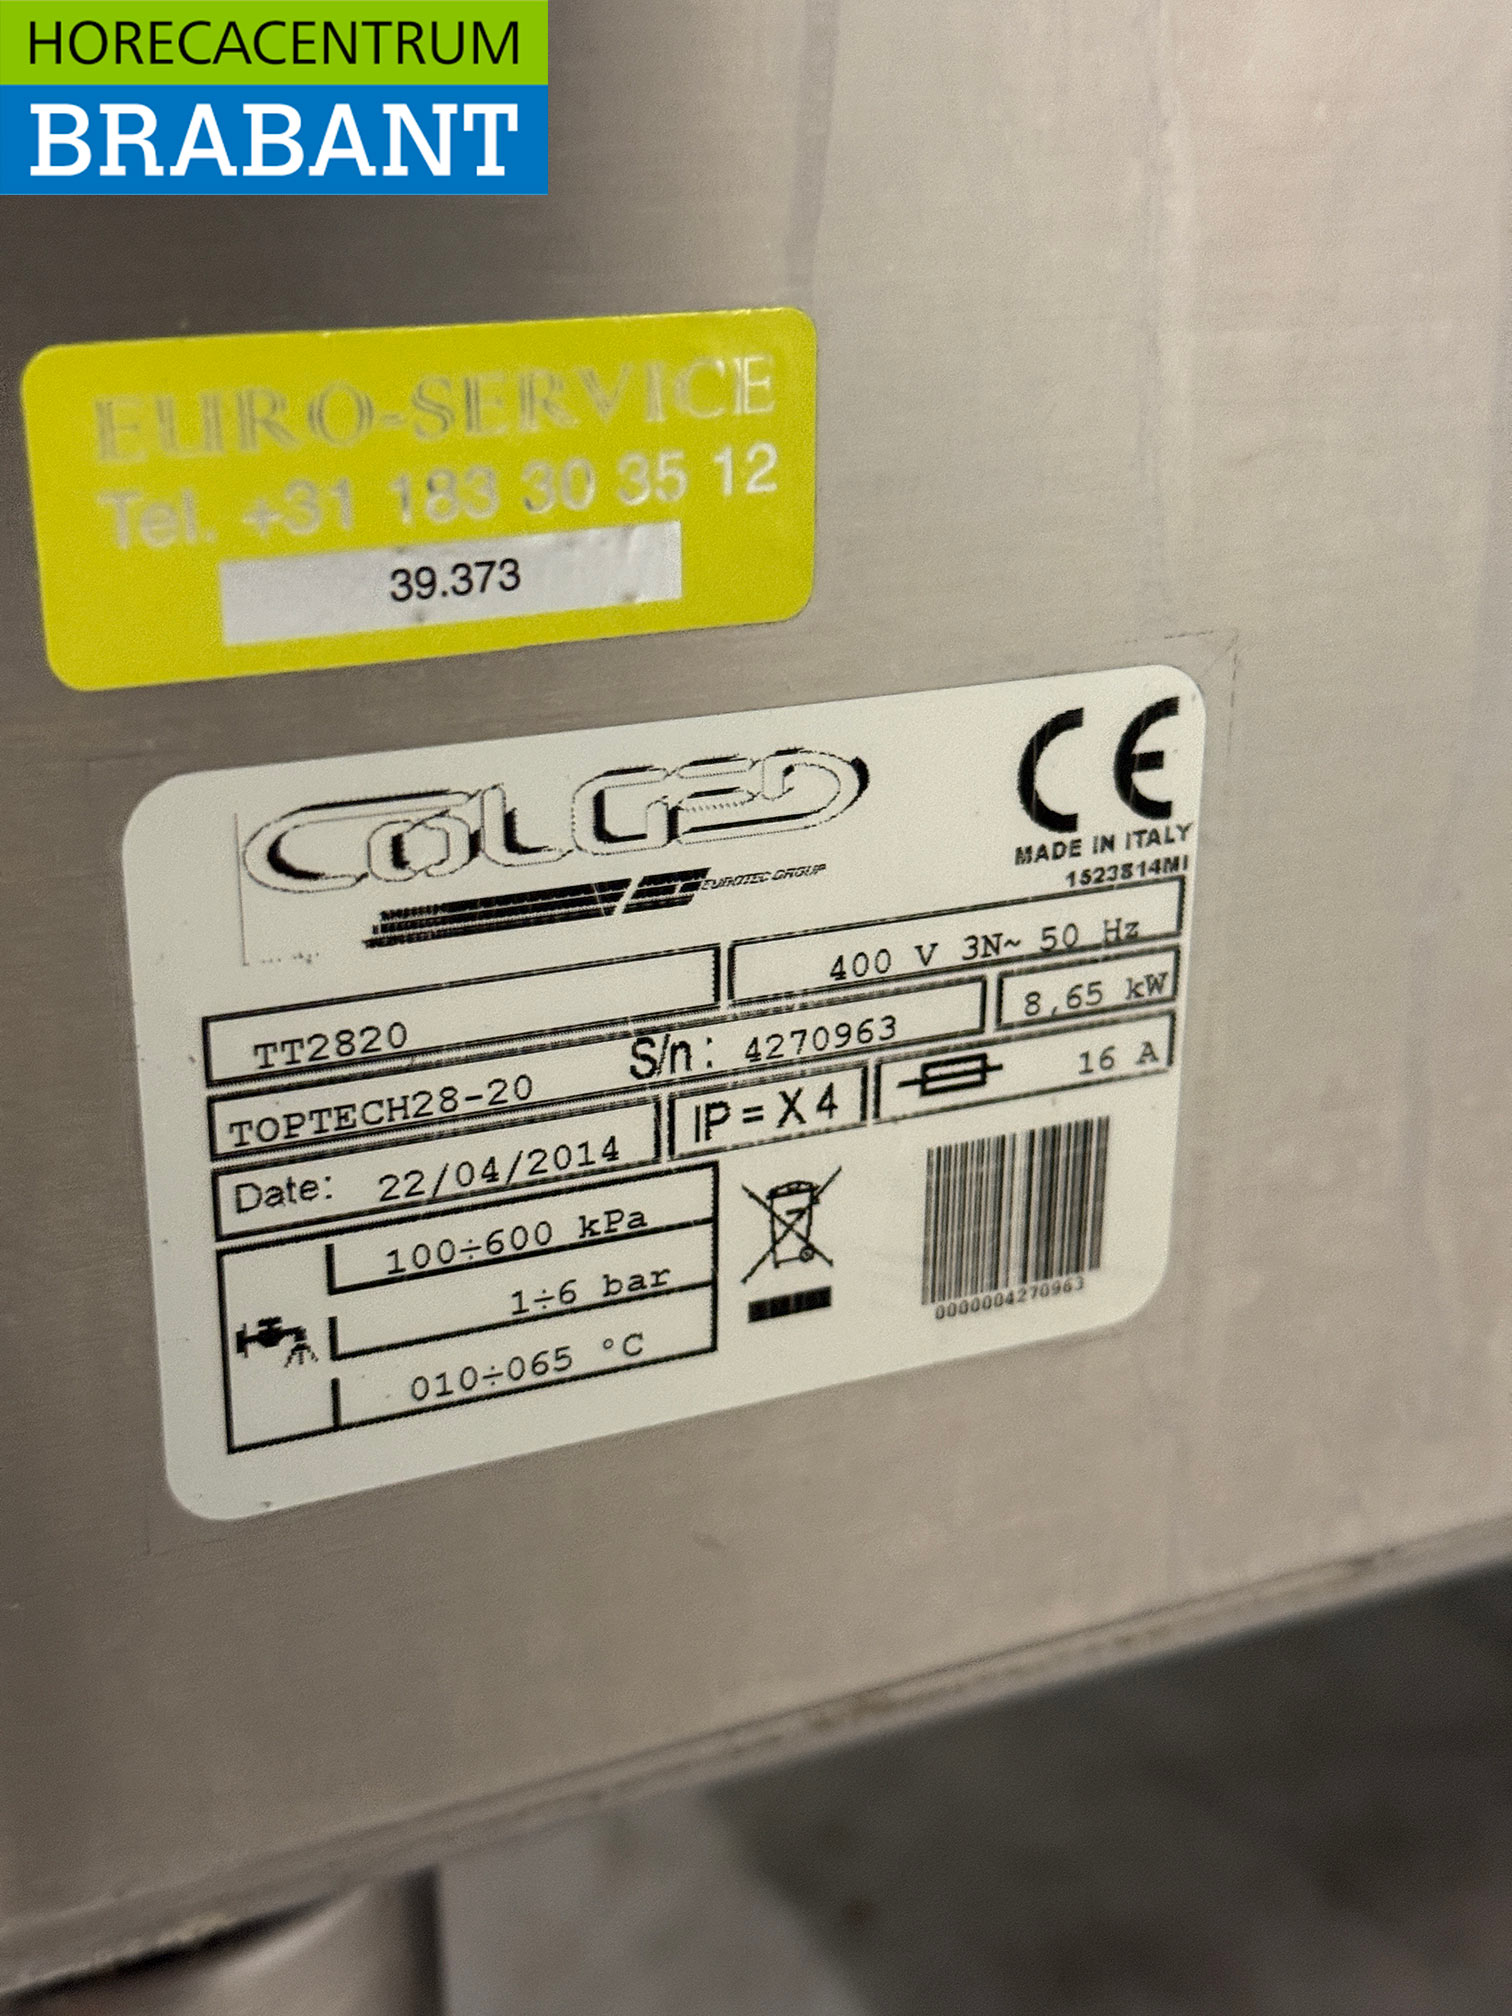 HORECACENTRUM
BRABANT
EURO-SERVICE
Tel. +31 183 30 35 12
39.373
COLGED
EUROTEC GROUP
CE
MADE IN ITALY
1523814MI
400 V 3N~ 50 Hz
TT2820
S/n: 4270963
8,65 kW
TOPTECH28-20
IP=X4
16 A
Date: 22/04/2014
100÷600 kPa
1÷6 bar
010÷065 °C
0000004270963